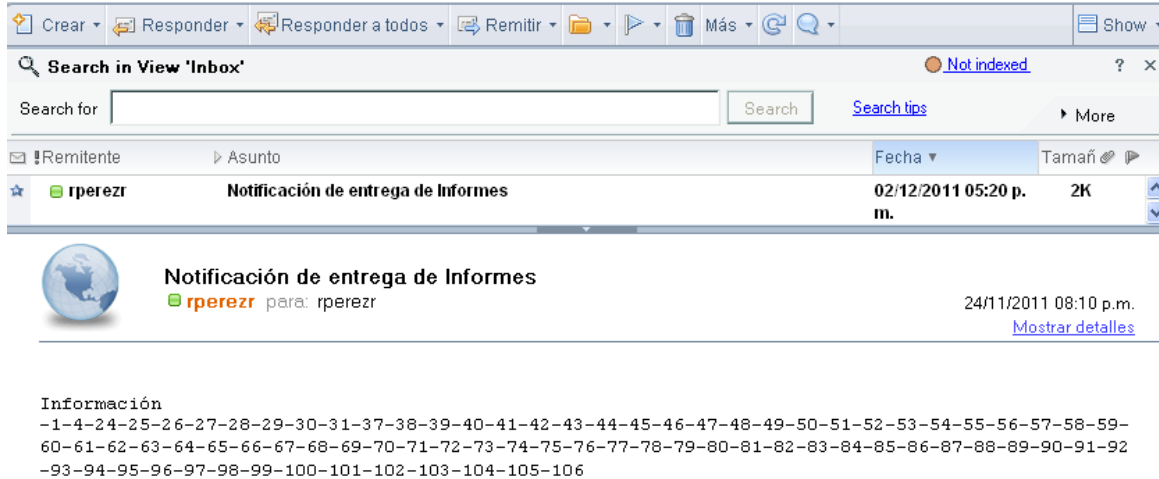 Crear Responder Responder a todos Remitir Más Show
Search in View 'Inbox' Not indexed ? ×
Search for Search Search tips More
!Remitente Asunto Fecha Tamañ
rperezr Notificación de entrega de Informes 02/12/2011 05:20 p. 2K
m.
Notificación de entrega de Informes
rperezr para: rperezr
24/11/2011 08:10 p.m.
Mostrar detalles
Información
-1-4-24-25-26-27-28-29-30-31-37-38-39-40-41-42-43-44-45-46-47-48-49-50-51-52-53-54-55-56-57-58-59-
60-61-62-63-64-65-66-67-68-69-70-71-72-73-74-75-76-77-78-79-80-81-82-83-84-85-86-87-88-89-90-91-92
-93-94-95-96-97-98-99-100-101-102-103-104-105-106